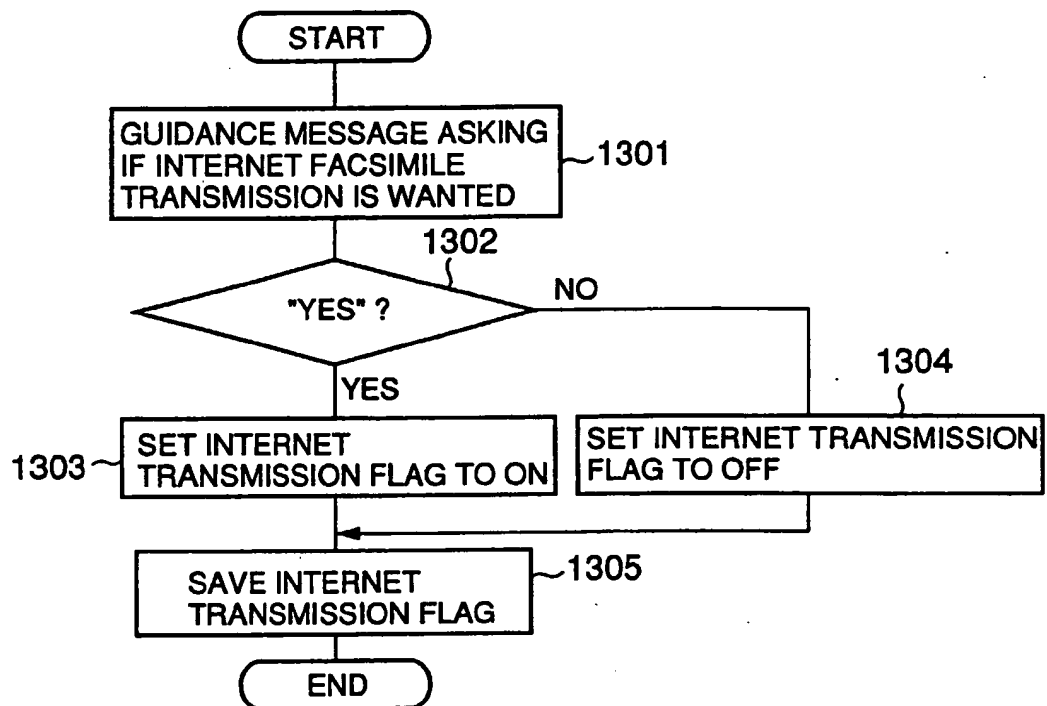 START
GUIDANCE MESSAGE ASKING
IF INTERNET FACSIMILE
TRANSMISSION IS WANTED
1301
1302
"YES" ?
NO
YES
1304
1303
SET INTERNET
TRANSMISSION FLAG TO ON
SET INTERNET TRANSMISSION
FLAG TO OFF
SAVE INTERNET
TRANSMISSION FLAG
1305
END